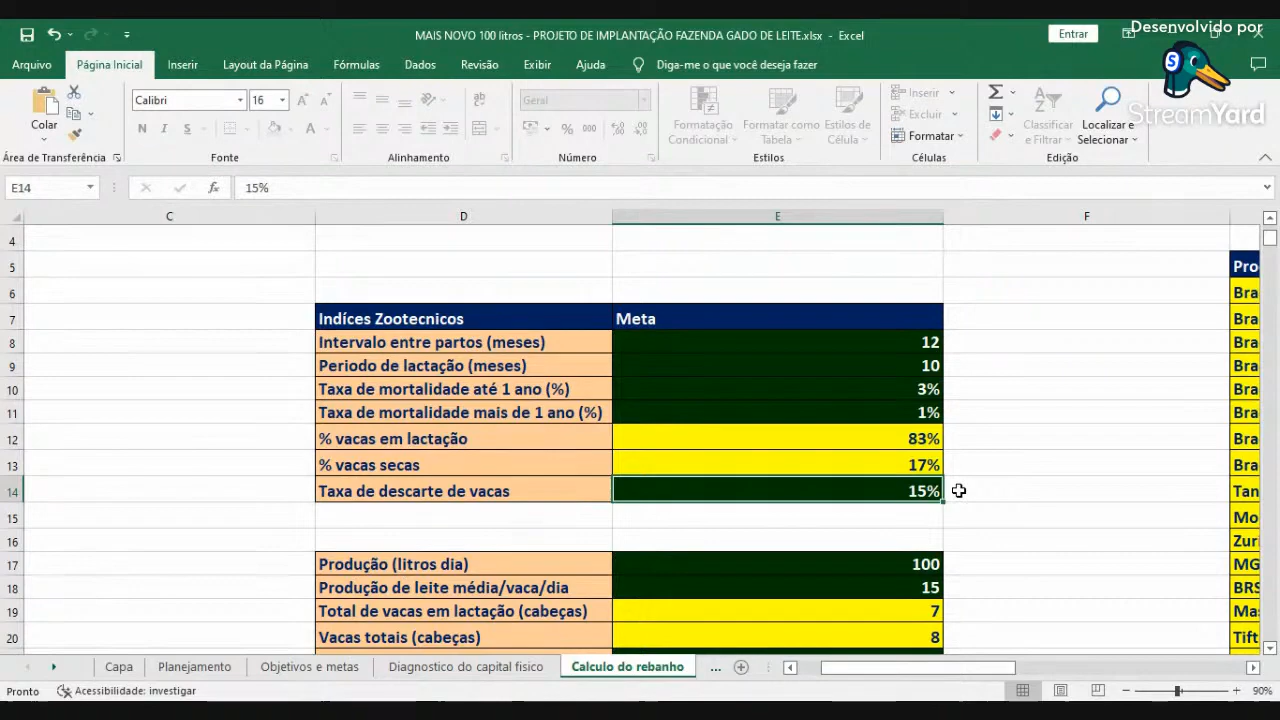 Desenvolvido por
StreamYard
MAIS NOVO 100 litros - PROJETO DE IMPLANTAÇÃO FAZENDA GADO DE LEITE.xlsx - Excel
Entrar
Arquivo Página Inicial Inserir Layout da Página Fórmulas Dados Revisão Exibir Ajuda Diga-me o que você deseja fazer
Colar
Calibri 16
Geral
Formatação Condicional
Formatar como Tabela
Estilos de Célula
Inserir
Excluir
Formatar
Classificar e Filtrar
Localizar e Selecionar
Área de Transferência Fonte Alinhamento Número Estilos Células Edição
E14 fx 15%
C D E F
4
5 Pro
6 Bra
7 Indíces Zootecnicos Meta Bra
8 Intervalo entre partos (meses) 12 Bra
9 Periodo de lactação (meses) 10 Bra
10 Taxa de mortalidade até 1 ano (%) 3% Bra
11 Taxa de mortalidade mais de 1 ano (%) 1% Bra
12 % vacas em lactação 83% Bra
13 % vacas secas 17% Bra
14 Taxa de descarte de vacas 15% Tan
15 Mo
16 Zuri
17 Produção (litros dia) 100 MG
18 Produção de leite média/vaca/dia 15 BRS
19 Total de vacas em lactação (cabeças) 7 Mas
20 Vacas totais (cabeças) 8 Tift
Capa Planejamento Objetivos e metas Diagnostico do capital fisico Calculo do rebanho ...
Pronto Acessibilidade: investigar 90%